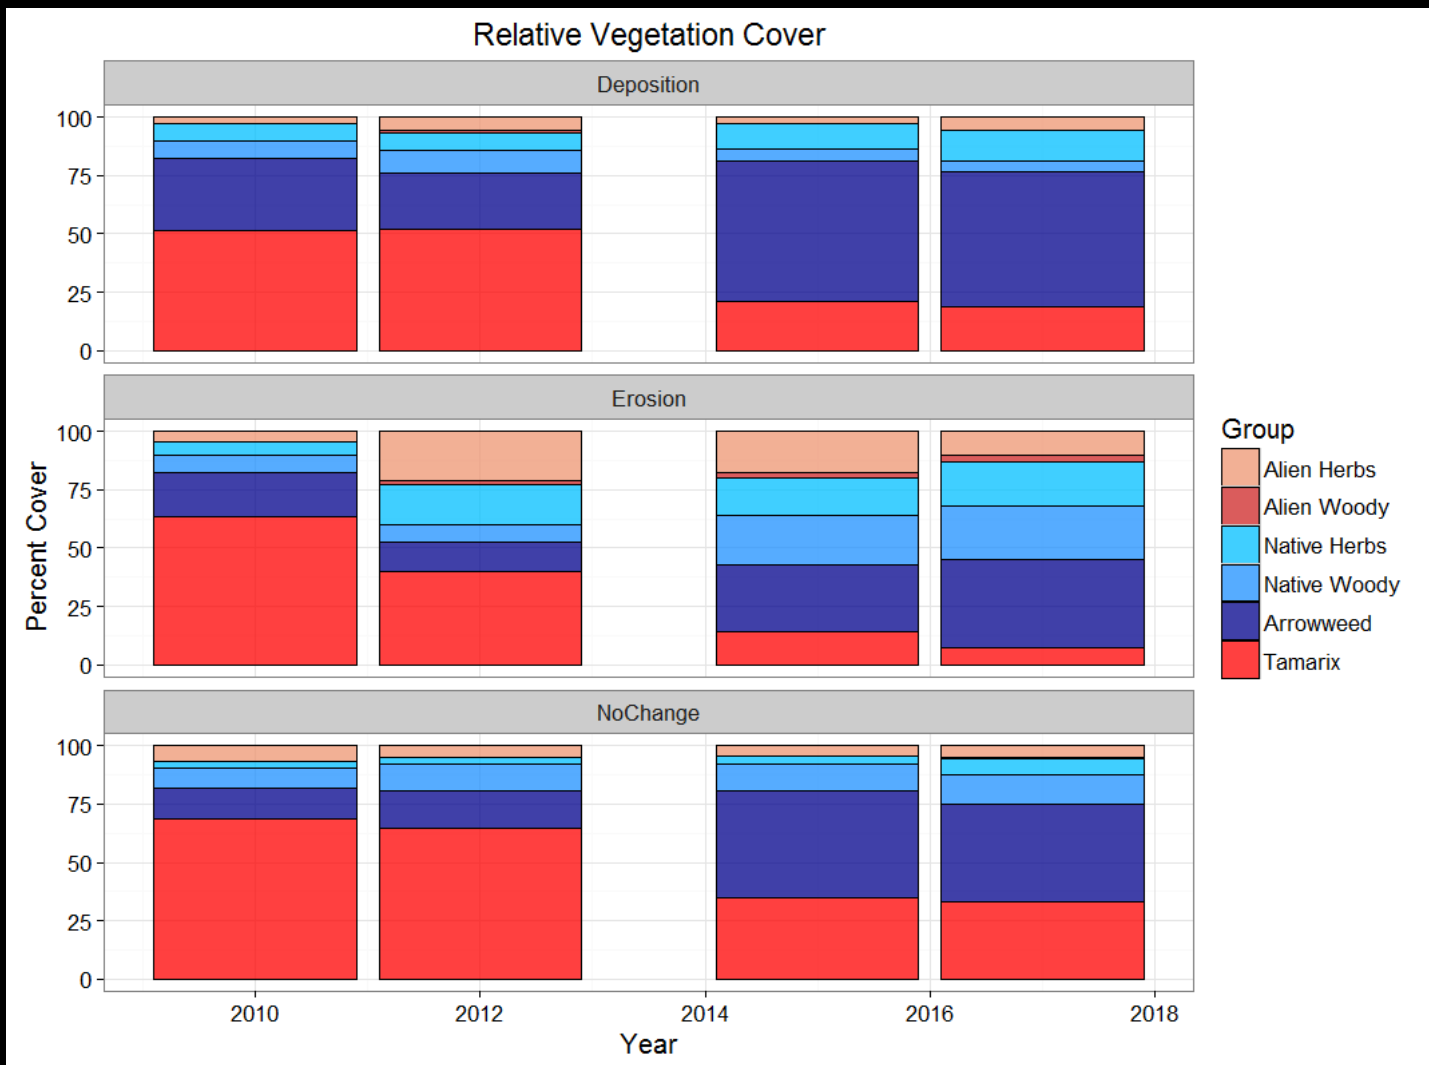 Relative Vegetation Cover
Deposition
100
75
50
25
0
Erosion
100
75
50
25
0
NoChange
100
75
50
25
0
2010 2012 2014 2016 2018
Year
Percent Cover
Group
Alien Herbs
Alien Woody
Native Herbs
Native Woody
Arrowweed
Tamarix